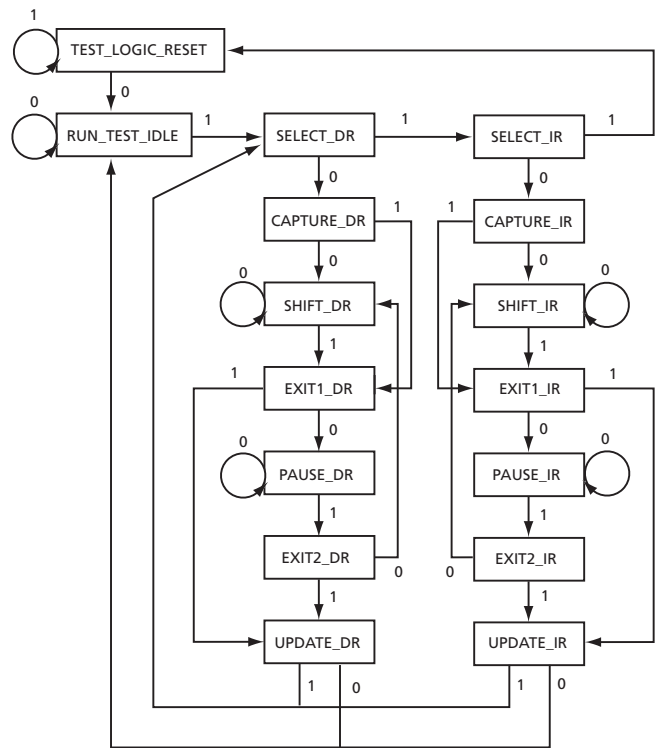 1
TEST_LOGIC_RESET
0
0
RUN_TEST_IDLE
1
SELECT_DR
1
SELECT_IR
1
0
0
CAPTURE_DR
1
1
CAPTURE_IR
0
0
0
SHIFT_DR
0
SHIFT_IR
1
1
1
EXIT1_DR
EXIT1_IR
1
0
0
0
PAUSE_DR
0
PAUSE_IR
1
1
EXIT2_DR
0
0
EXIT2_IR
1
1
UPDATE_DR
UPDATE_IR
1
0
1
0